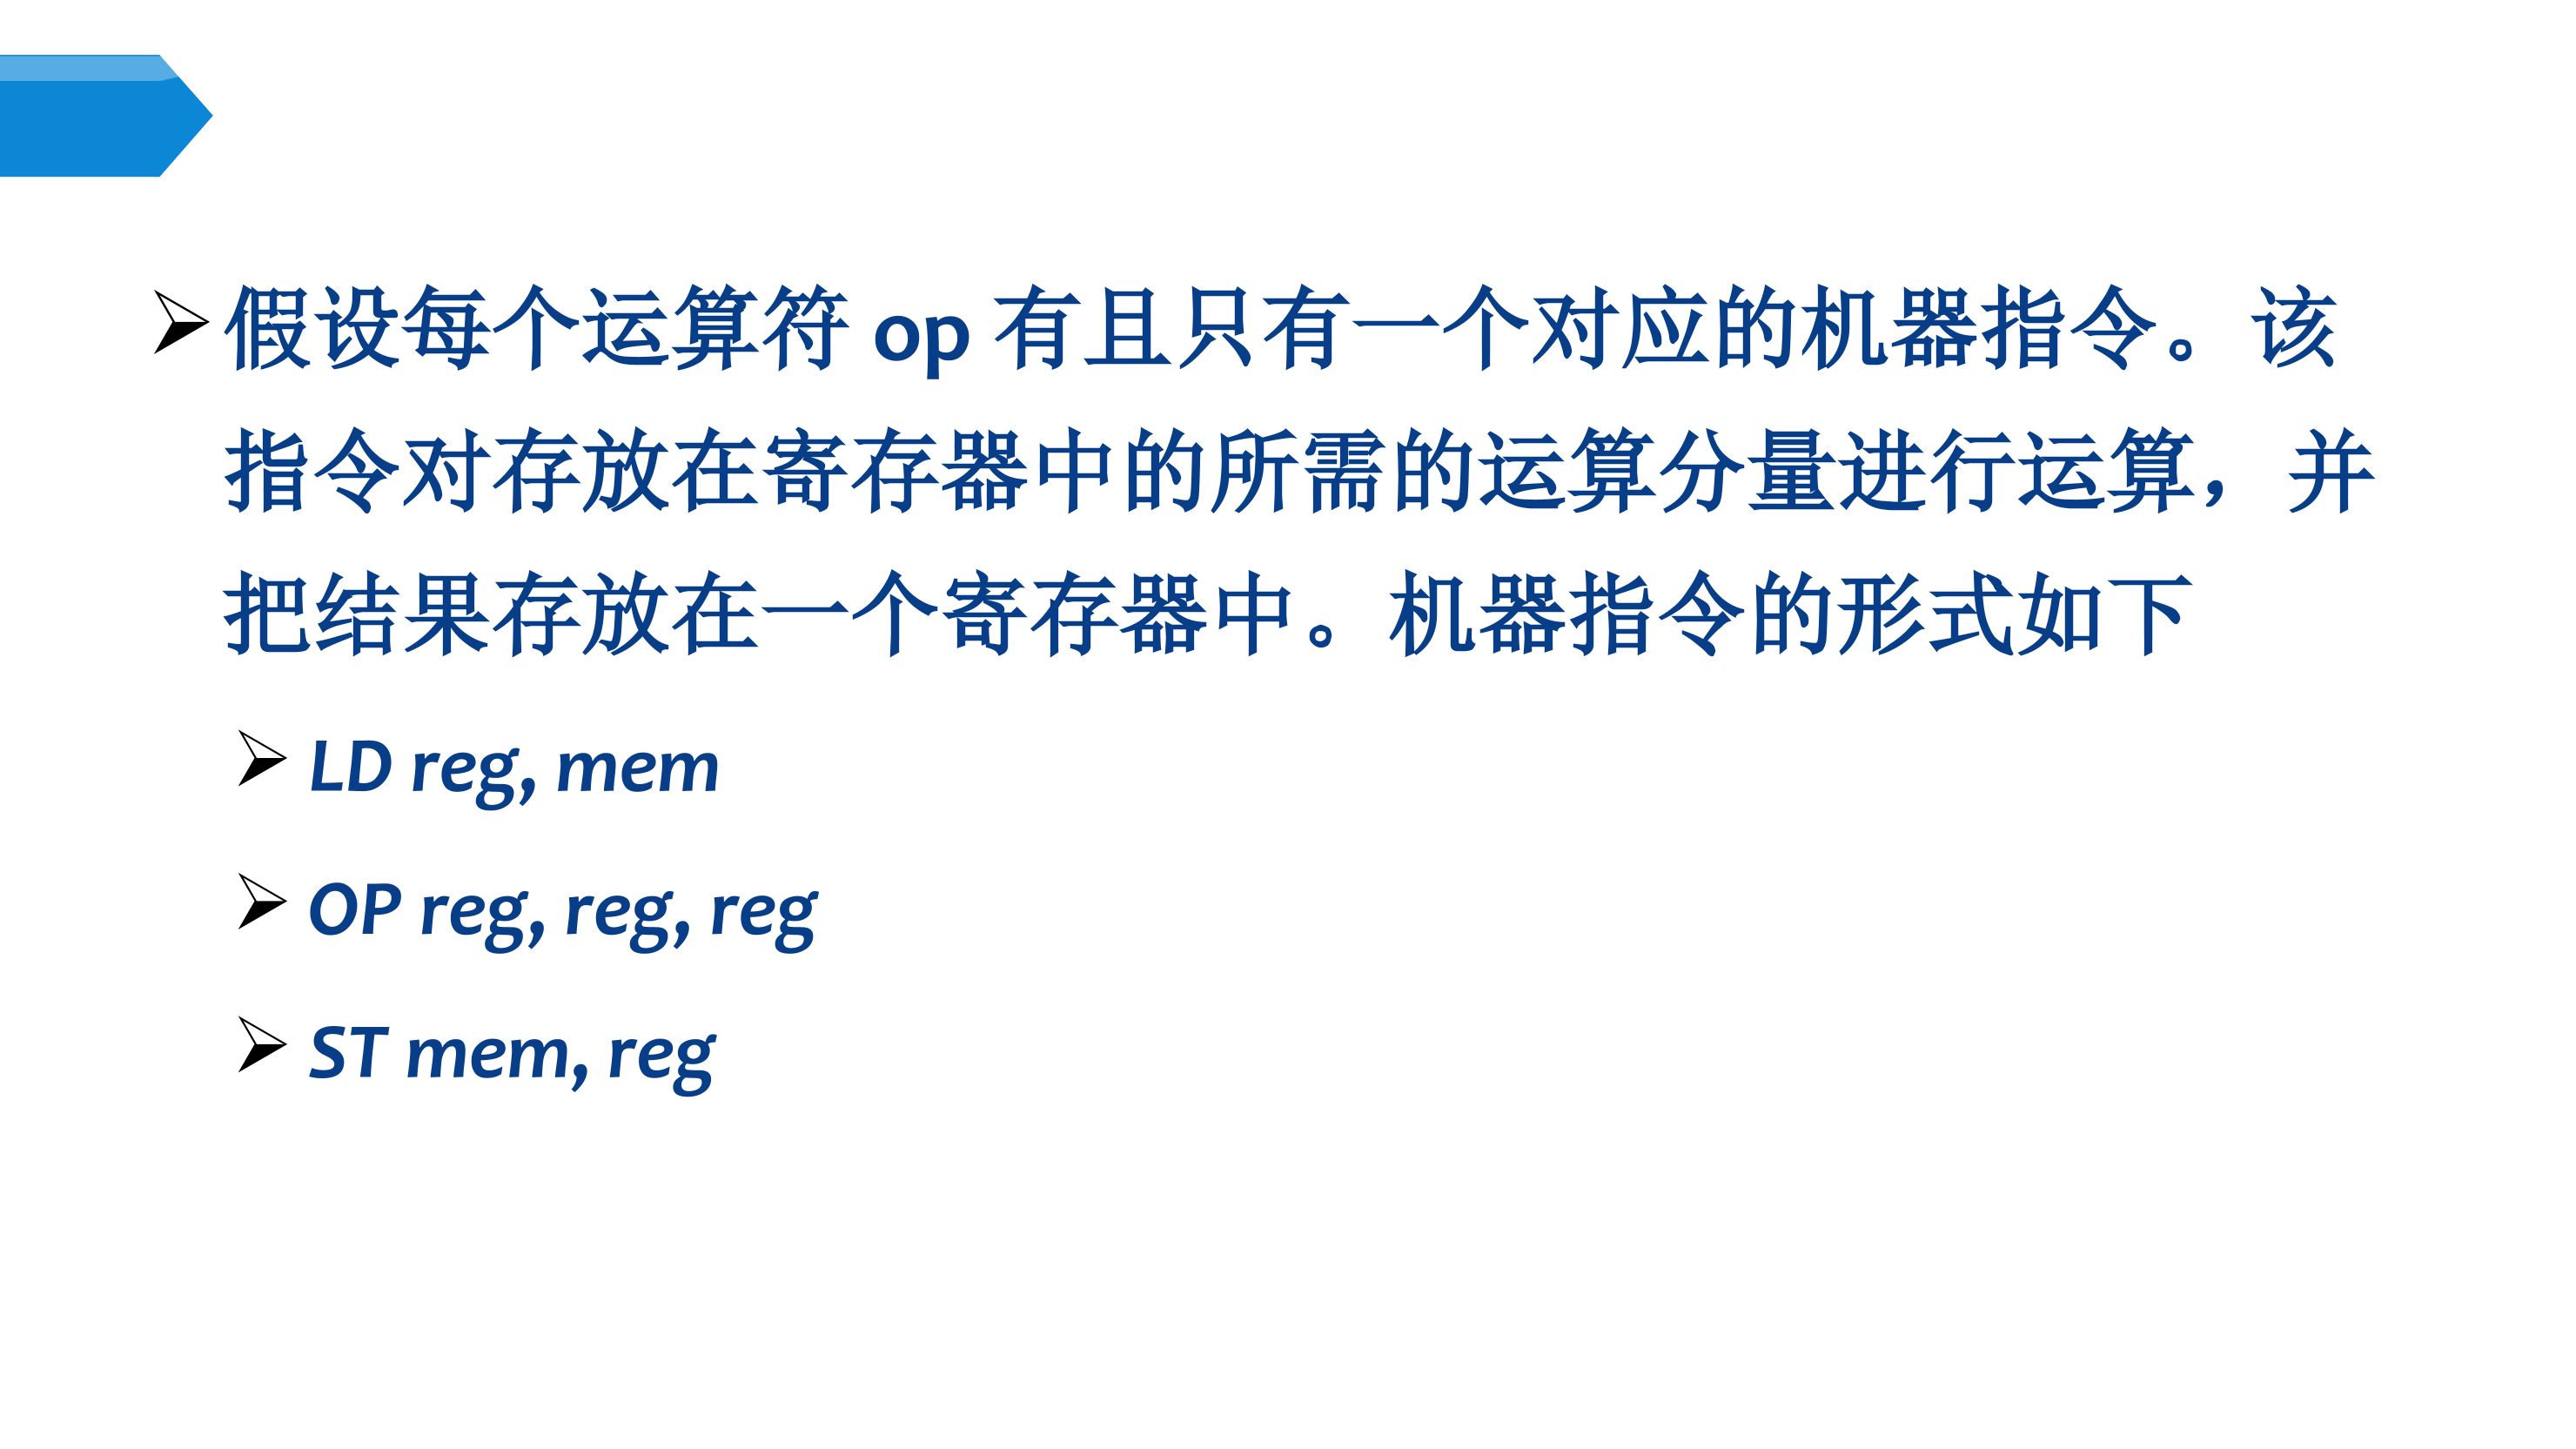 假设每个运算符 op 有且只有一个对应的机器指令。该
指令对存放在寄存器中的所需的运算分量进行运算，并
把结果存放在一个寄存器中。机器指令的形式如下
LD reg, mem
OP reg, reg, reg
ST mem, reg